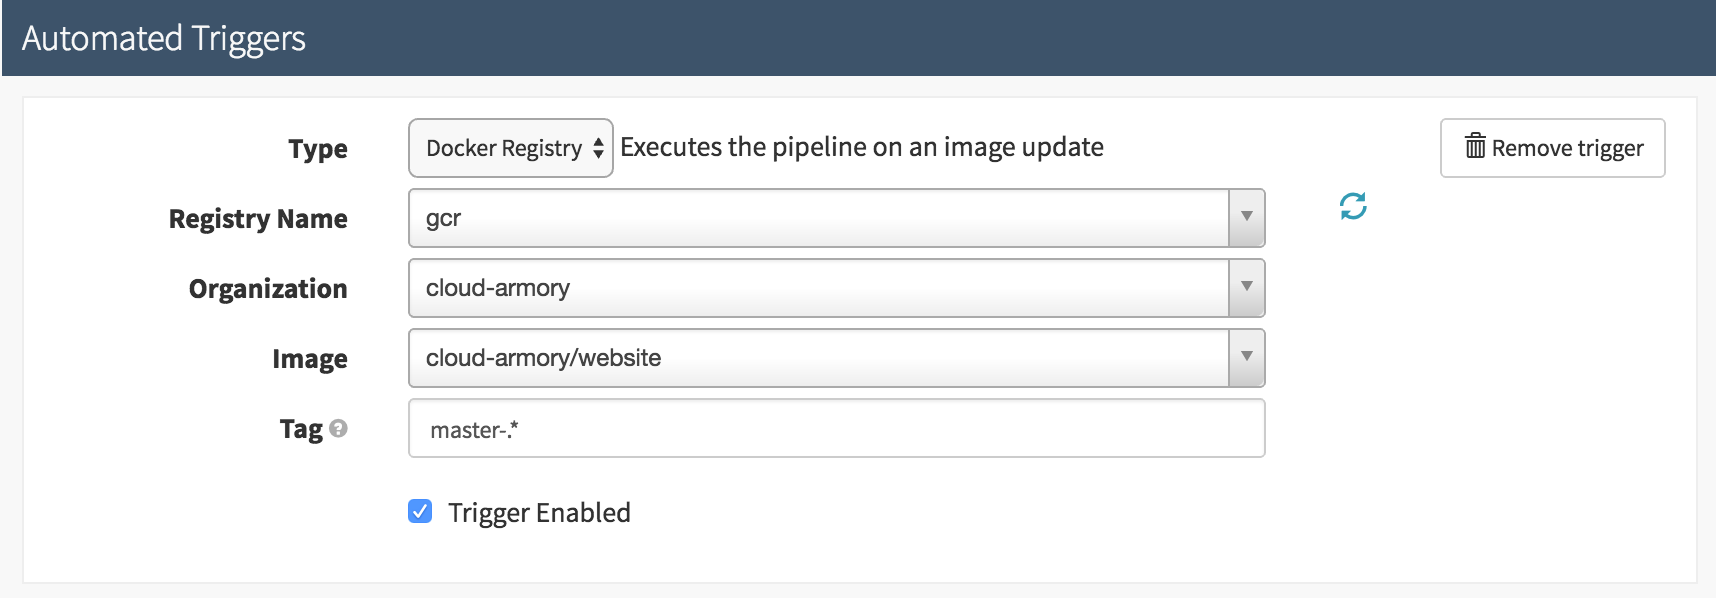 Automated Triggers
Type Docker Registry Executes the pipeline on an image update Remove trigger
Registry Name gcr
Organization cloud-armory
Image cloud-armory/website
Tag ? master-.*
Trigger Enabled